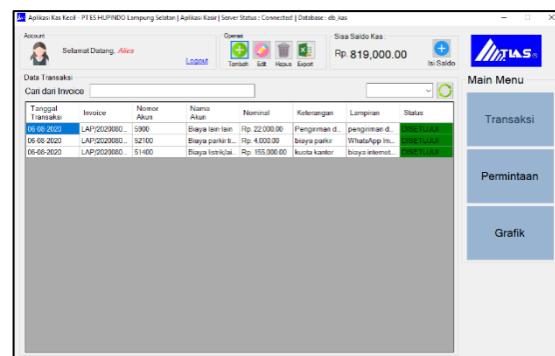 Aplikasi Kas Kecil - PT ES HUPINDO Lampung Selatan | Aplikasi Kasir | Server Status : Connected | Database : db_kas
Account
Selamat Datang, Alice
Logout
Operasi
Tambah Edit Hapus Export
Sisa Saldo Kas :
Rp. 819,000.00
Isi Saldo
Data Transaksi
Cari dari Invoice
Main Menu
Tanggal Transaksi Invoice Nomor Akun Nama Akun Nominal Keterangan Lampiran Status
06-08-2020 LAP/2020080... 5900 Biaya lain-lain Rp. 22,000.00 Pengiriman d... pengiriman d... DISETUJUI
06-08-2020 LAP/2020080... 52100 Biaya parkir tr... Rp. 4,000.00 biaya parkir WhatsApp Im... DISETUJUI
06-08-2020 LAP/2020080... 51400 Biaya listrik/ai... Rp. 155,000.00 kuota kantor biaya internet... DISETUJUI
Transaksi
Permintaan
Grafik